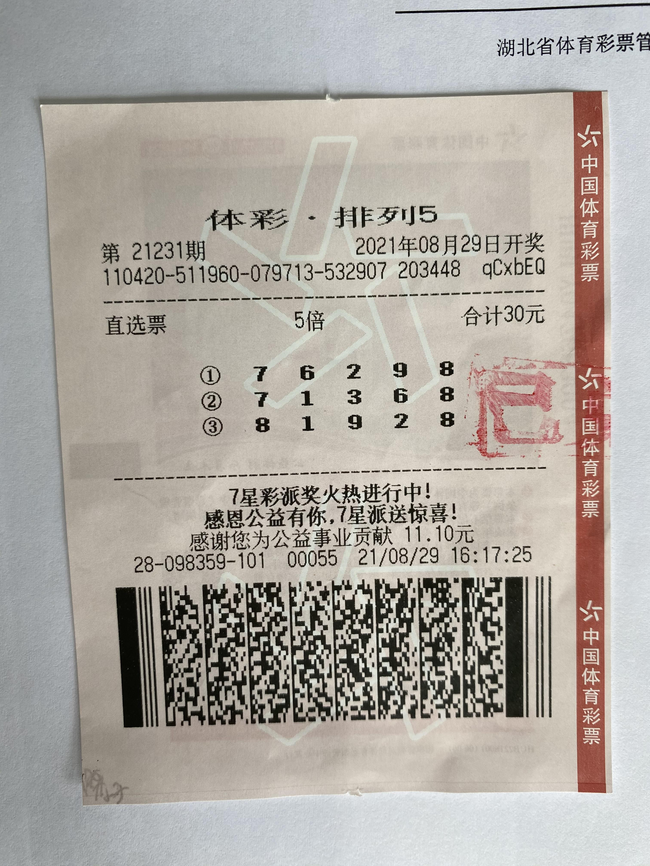 湖北省体育彩票管
体彩·排列5
第 21231期 2021年08月29日开奖
110420-511960-079713-532907 203448 qCxbEQ
直选票 5倍 合计30元
① 7 6 2 9 8
② 7 1 3 6 8
③ 8 1 9 2 8
7星彩派奖火热进行中!
感恩公益有你,7星派送惊喜!
感谢您为公益事业贡献 11.10元
28-098359-101 00055 21/08/29 16:17:25
中国体育彩票
中国体育彩票
中国体育彩票